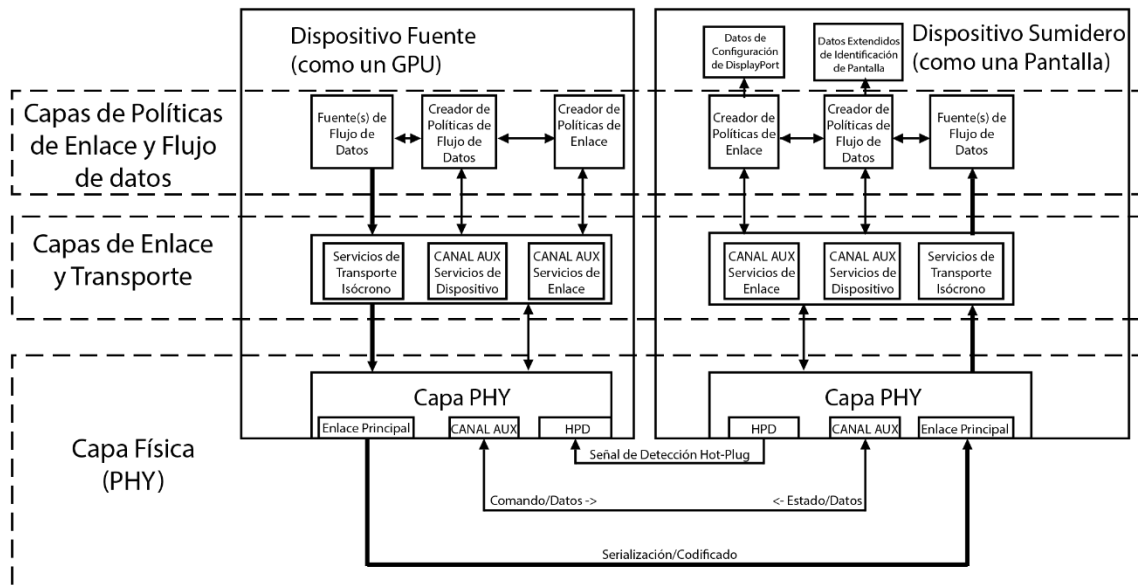 Dispositivo Fuente
(como un GPU)
Datos de
Configuración
de DisplayPort
Datos Extendidos
de Identificación
de Pantalla
Dispositivo Sumidero
(como una Pantalla)
Capas de Políticas
de Enlace y Flujo
de datos
Fuente(s) de
Flujo de
Datos
Creador de
Políticas de
Flujo de
Datos
Creador de
Políticas de
Enlace
Creador de
Políticas de
Enlace
Creador de
Políticas de
Flujo de
Datos
Fuente(s) de
Flujo de
Datos
Capas de Enlace
y Transporte
Servicios de
Transporte
Isócrono
CANAL AUX
Servicios de
Dispositivo
CANAL AUX
Servicios de
Enlace
CANAL AUX
Servicios de
Enlace
CANAL AUX
Servicios de
Dispositivo
Servicios de
Transporte
Isócrono
Capa Física
(PHY)
Capa PHY
Enlace Principal
CANAL AUX
HPD
Capa PHY
HPD
CANAL AUX
Enlace Principal
Señal de Detección Hot-Plug
Comando/Datos ->
<- Estado/Datos
Serialización/Codificado